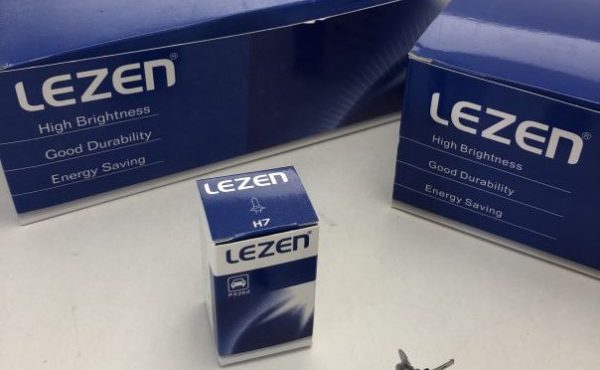 LEZEN®
High Brightness
Good Durability
Energy Saving
LEZEN®
High Brightness
Good Durability
Energy Saving
LEZEN
H7
LEZEN®
PX26d